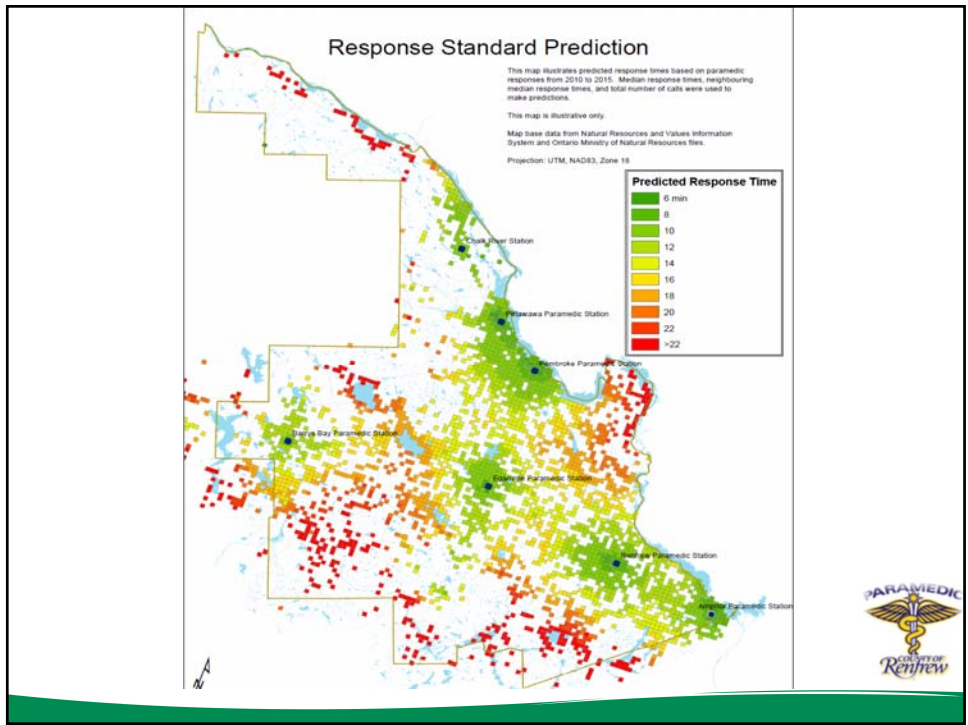 Response Standard Prediction
This map illustrates predicted response times based on paramedic
responses from 2010 to 2015. Median response times, neighbouring
median response times, and total number of calls were used to
make predictions.
This map is illustrative only.
Map base data from Natural Resources and Values Information
System and Ontario Ministry of Natural Resources files.
Projection: UTM, NAD83, Zone 18
Predicted Response Time
6 min
8
10
12
14
16
18
20
22
>22
Chalk River Station
Petawawa Paramedic Station
Pembroke Paramedic Station
Barrys Bay Paramedic Station
Eganville Paramedic Station
Renfrew Paramedic Station
Arnprior Paramedic Station
PARAMEDIC
COUNTY OF
Renfrew
N